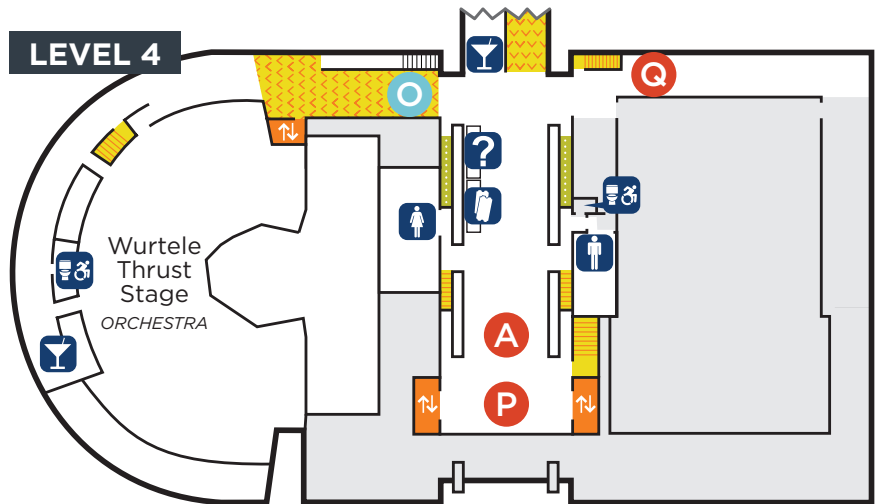 LEVEL 4
Q
O
?
Wurtele
Thrust
Stage
ORCHESTRA
A
P